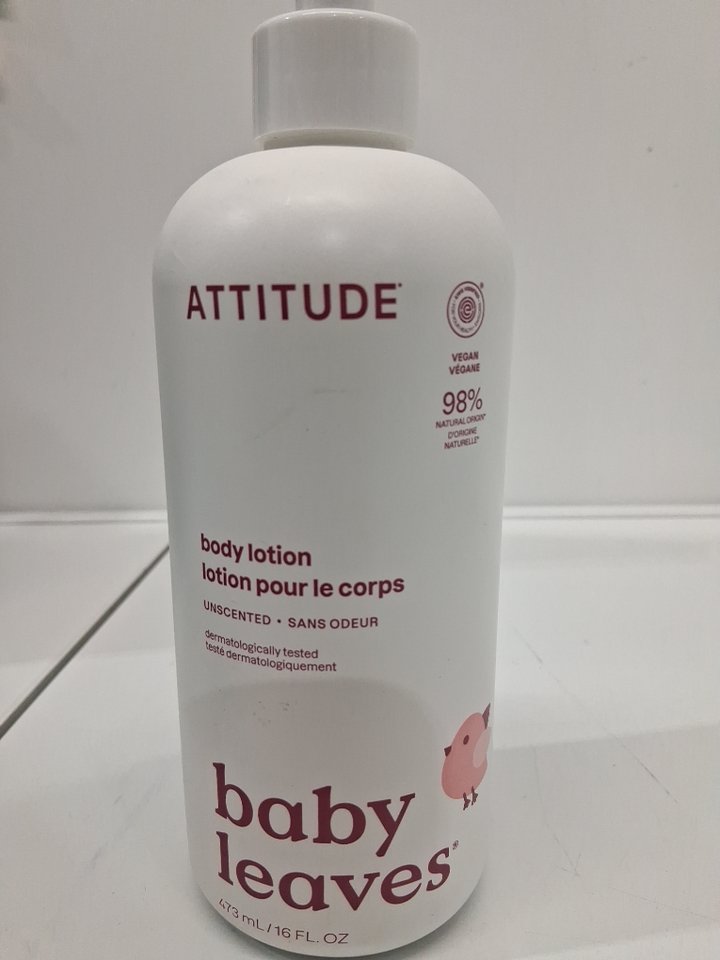 ATTITUDE
VEGAN
VÉGANE
98%
NATURAL ORIGIN*
D'ORIGINE
NATURELLE*
body lotion
lotion pour le corps
UNSCENTED • SANS ODEUR
dermatologically tested
testé dermatologiquement
baby
leaves®
473 mL / 16 FL. OZ